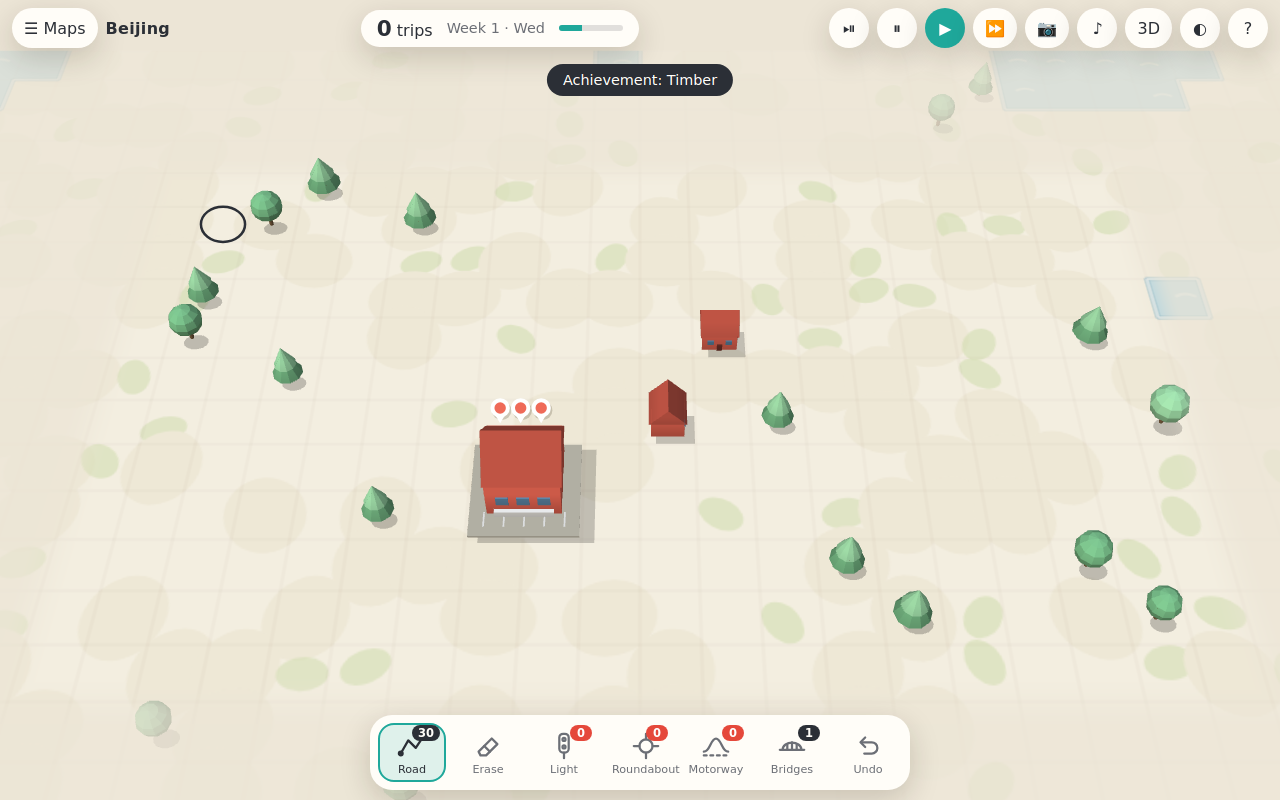 ☰ Maps
Beijing
0 trips
Week 1 · Wed
3D
?
Achievement: Timber
30
Road
Erase
0
Light
0
Roundabout
0
Motorway
1
Bridges
Undo